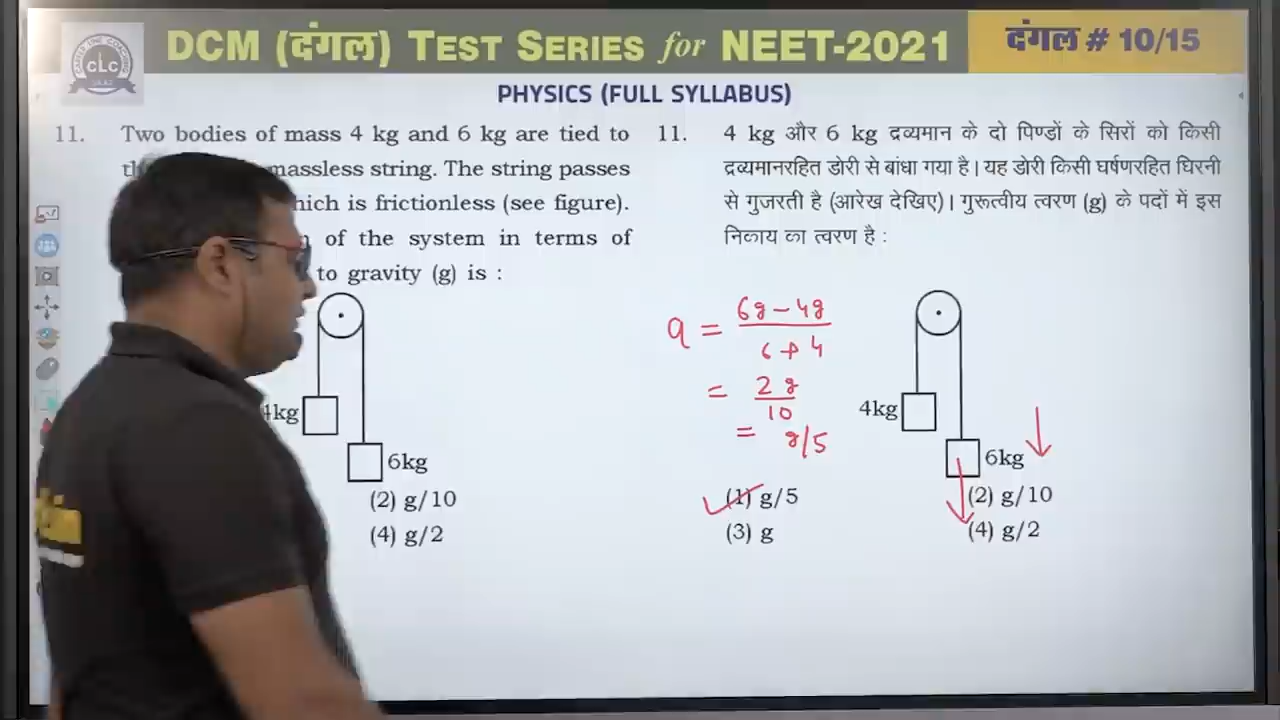 DCM (दंगल) TEST SERIES for NEET-2021
दंगल # 10/15
CLC
PHYSICS (FULL SYLLABUS)
11. Two bodies of mass 4 kg and 6 kg are tied to
massless string. The string passes
which is frictionless (see figure).
of the system in terms of
to gravity (g) is :
4kg
6kg
(2) g/10
(4) g/2
11. 4 kg और 6 kg द्रव्यमान के दो पिण्डों के सिरों को किसी
द्रव्यमानरहित डोरी से बांधा गया है। यह डोरी किसी घर्षणरहित घिरनी
से गुजरती है (आरेख देखिए)। गुरूत्वीय त्वरण (g) के पदों में इस
निकाय का त्वरण है :
a = 6g - 4g
6 + 4
= 2g
10
= g/5
4kg
6kg
(1) g/5 (2) g/10
(3) g (4) g/2